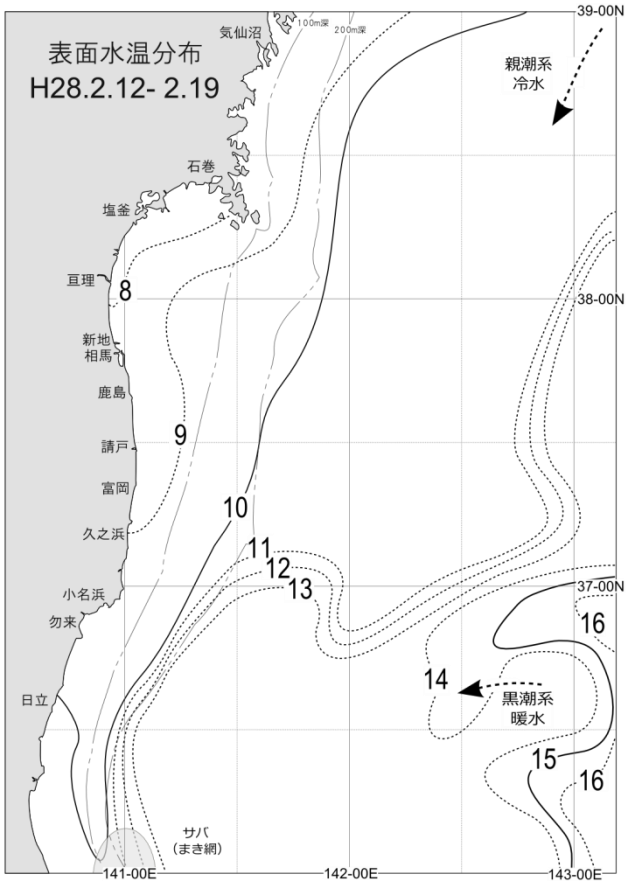 39-00N
気仙沼
100m深
200m深
表面水温分布
H28.2.12- 2.19
親潮系
冷水
石巻
塩釜
亘理
8
38-00N
新地
相馬
鹿島
9
請戸
富岡
10
久之浜
11
12
13
37-00N
小名浜
勿来
16
14
日立
黒潮系
暖水
15
16
サバ
(まき網)
141-00E
142-00E
143-00E